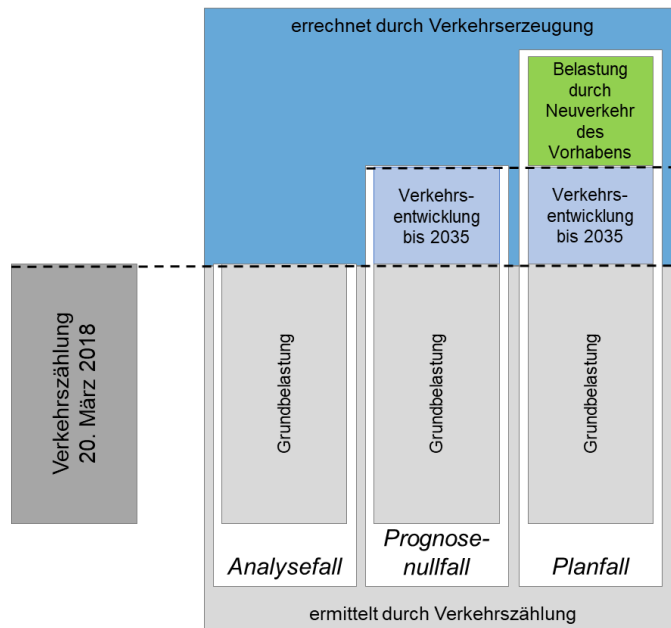 errechnet durch Verkehrserzeugung
Belastung
durch
Neuverkehr
des
Vorhabens
Verkehrs-
entwicklung
bis 2035
Verkehrs-
entwicklung
bis 2035
Verkehrszählung
20. März 2018
Grundbelastung
Grundbelastung
Grundbelastung
Analysefall
Prognose-
nullfall
Planfall
ermittelt durch Verkehrszählung